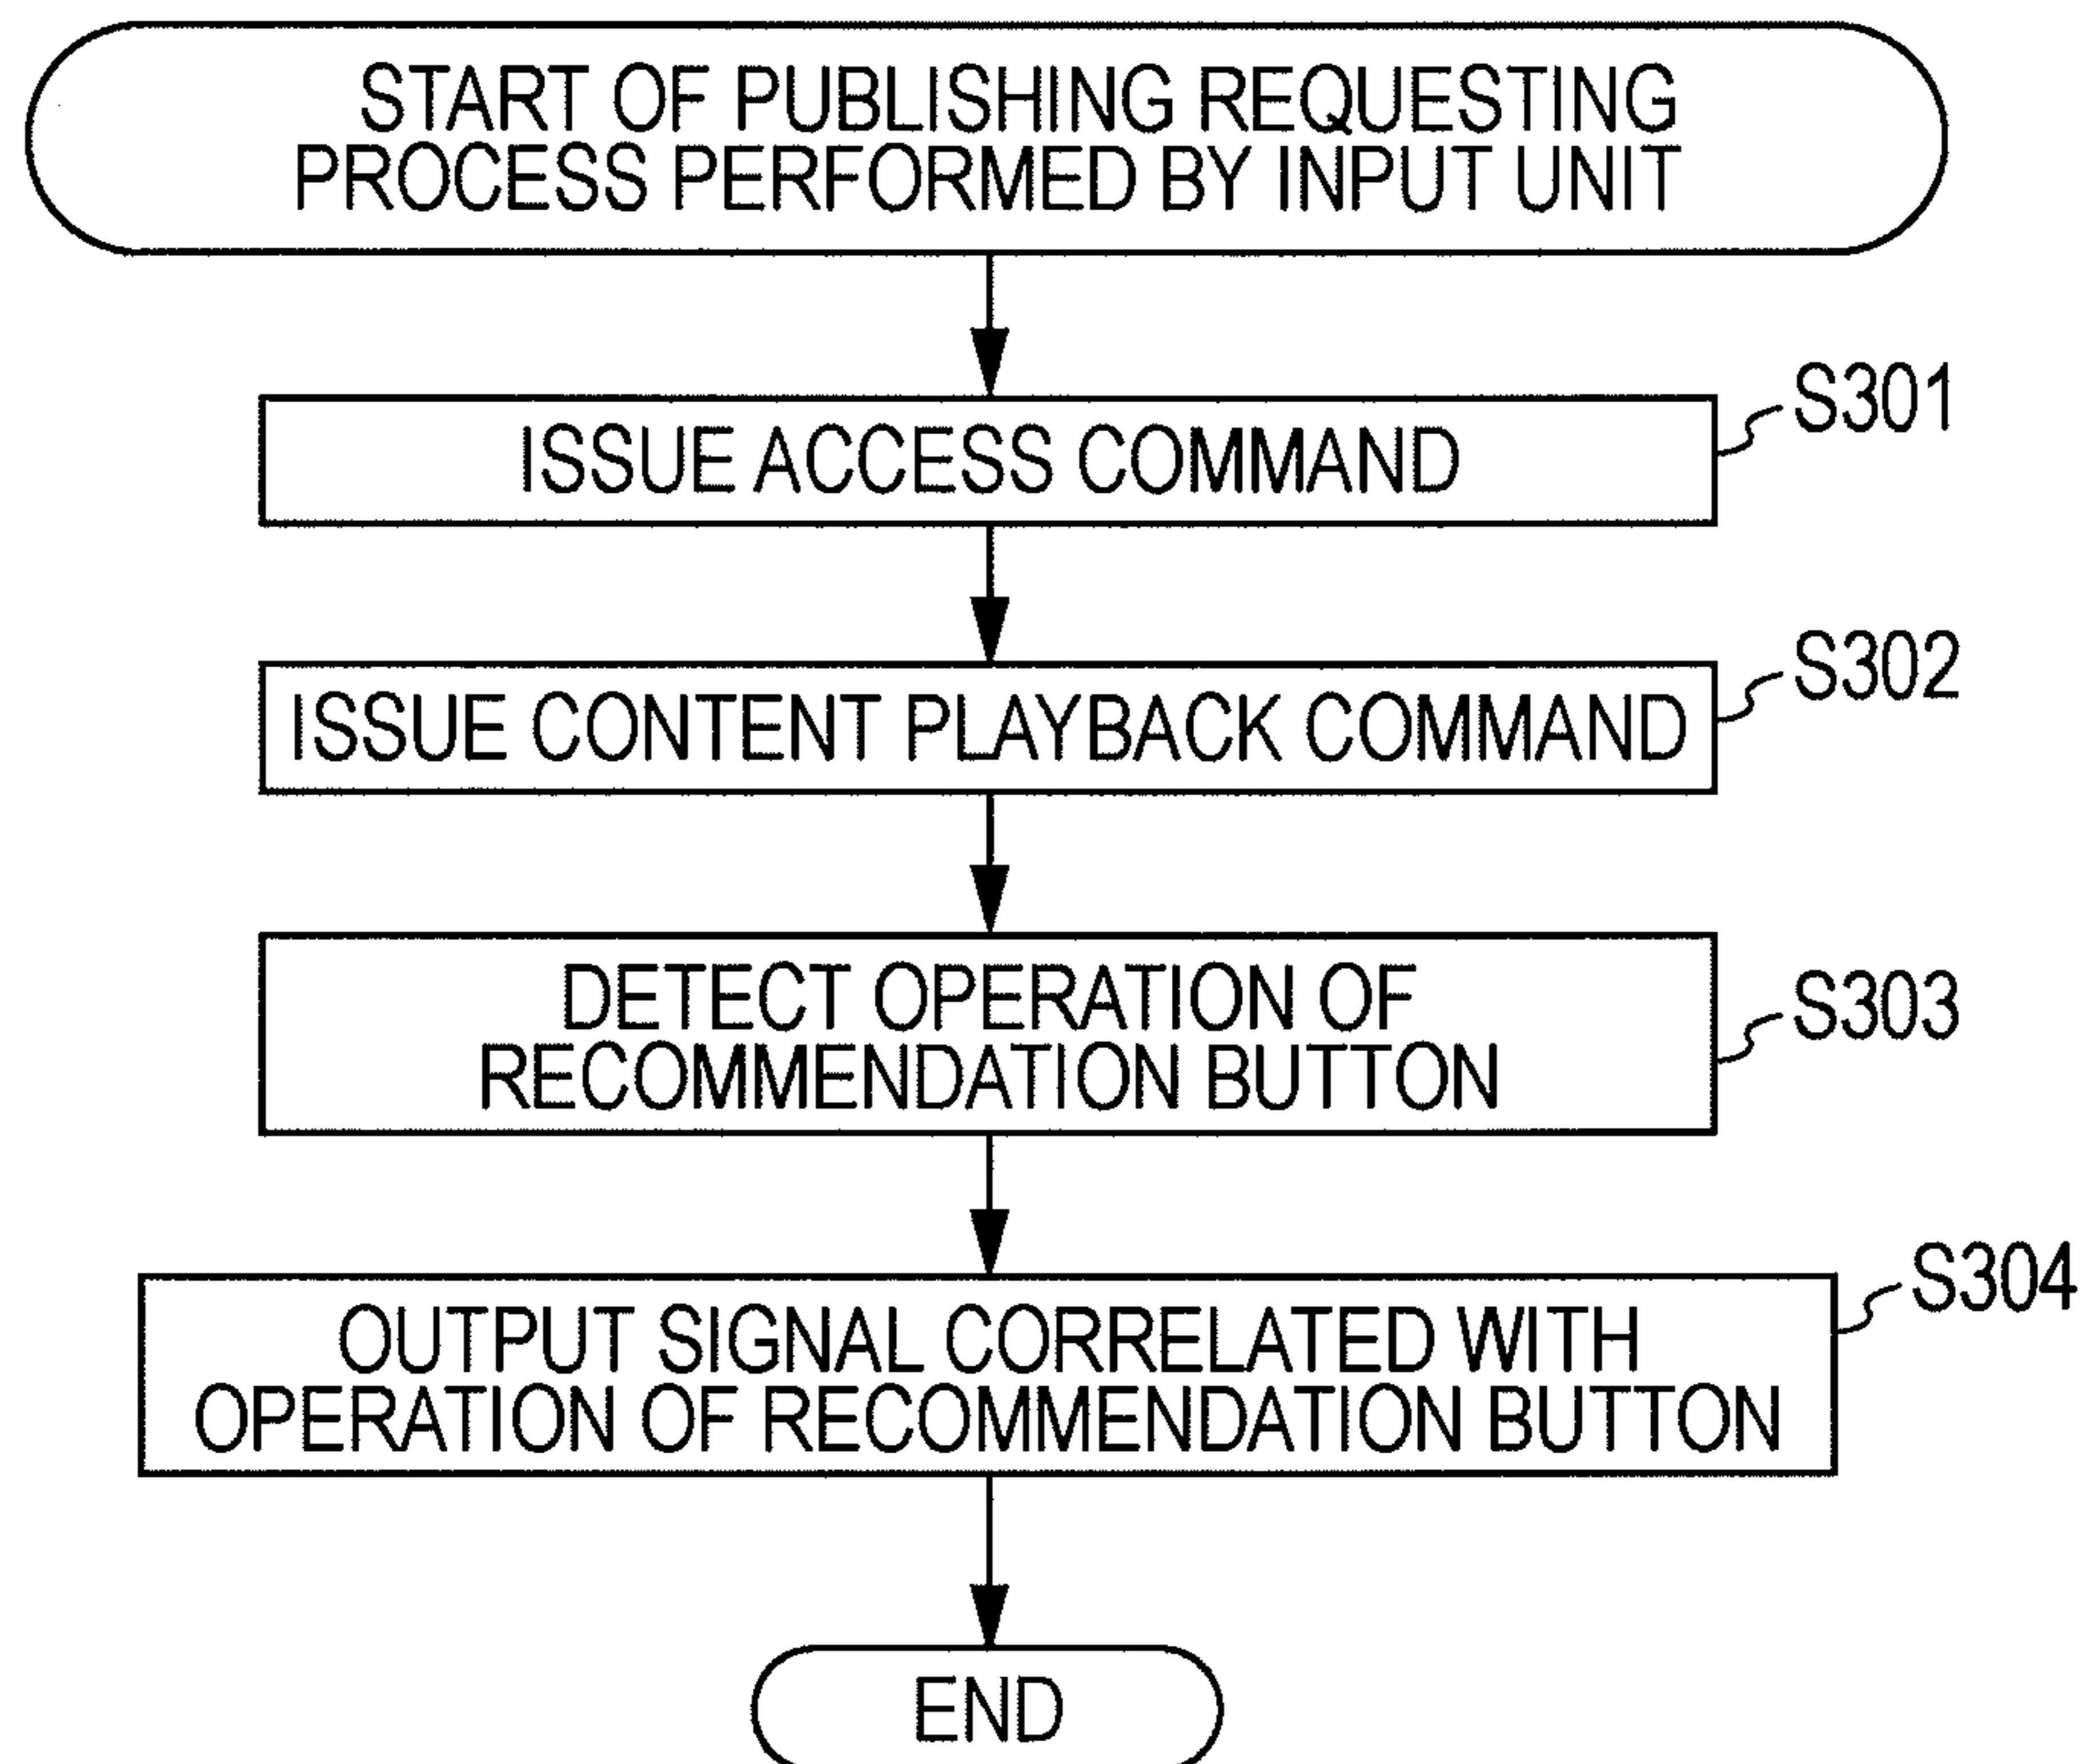 START OF PUBLISHING REQUESTING
PROCESS PERFORMED BY INPUT UNIT
ISSUE ACCESS COMMAND
S301
ISSUE CONTENT PLAYBACK COMMAND
S302
DETECT OPERATION OF
RECOMMENDATION BUTTON
S303
OUTPUT SIGNAL CORRELATED WITH
OPERATION OF RECOMMENDATION BUTTON
S304
END